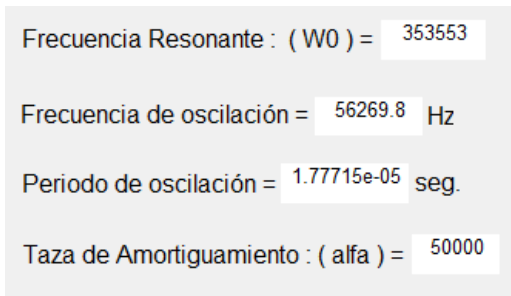 Frecuencia Resonante : ( W0 ) = 353553
Frecuencia de oscilación = 56269.8 Hz
Periodo de oscilación = 1.77715e-05 seg.
Taza de Amortiguamiento : ( alfa ) = 50000